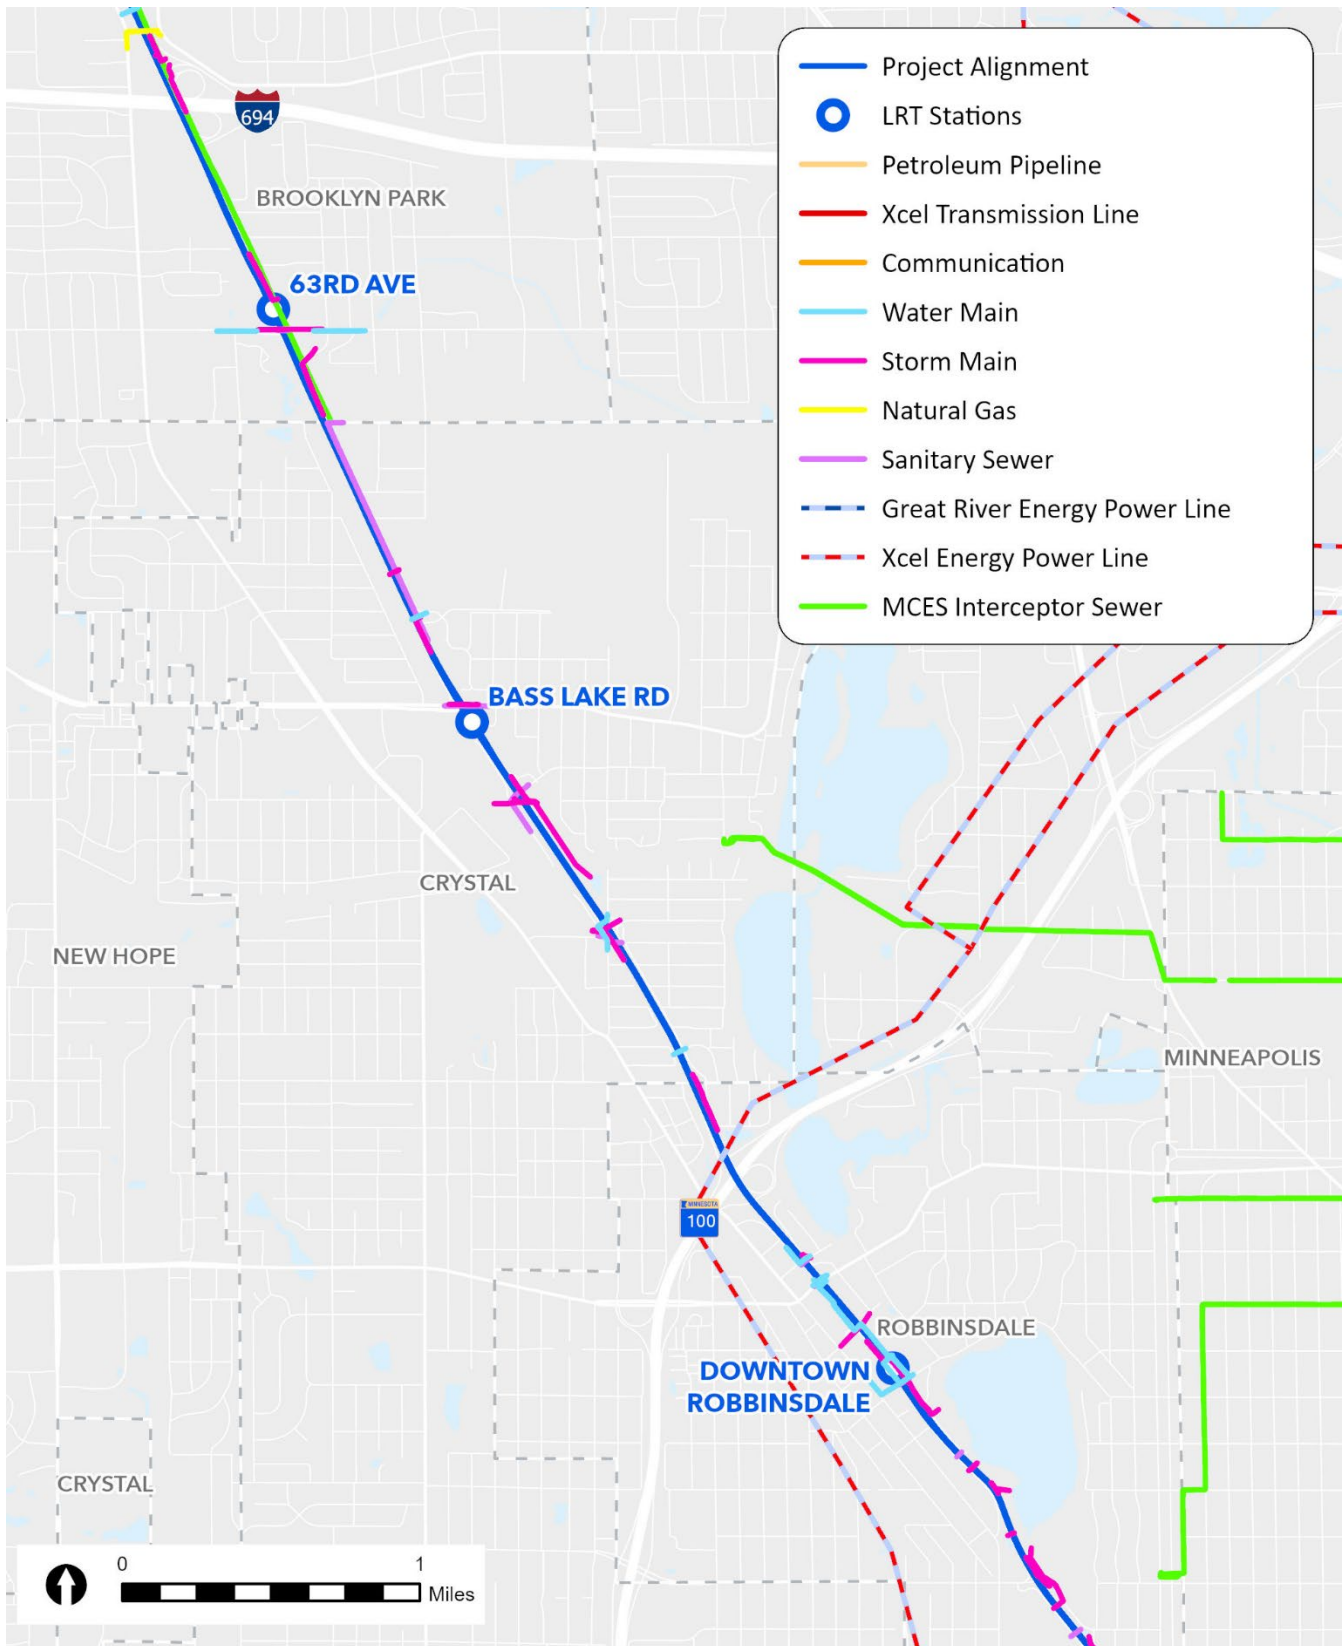 Project Alignment
LRT Stations
Petroleum Pipeline
Xcel Transmission Line
Communication
Water Main
Storm Main
Natural Gas
Sanitary Sewer
Great River Energy Power Line
Xcel Energy Power Line
MCES Interceptor Sewer
694
BROOKLYN PARK
63RD AVE
BASS LAKE RD
CRYSTAL
NEW HOPE
MINNEAPOLIS
MINNESOTA
100
ROBBINSDALE
DOWNTOWN
ROBBINSDALE
CRYSTAL
0 1
Miles